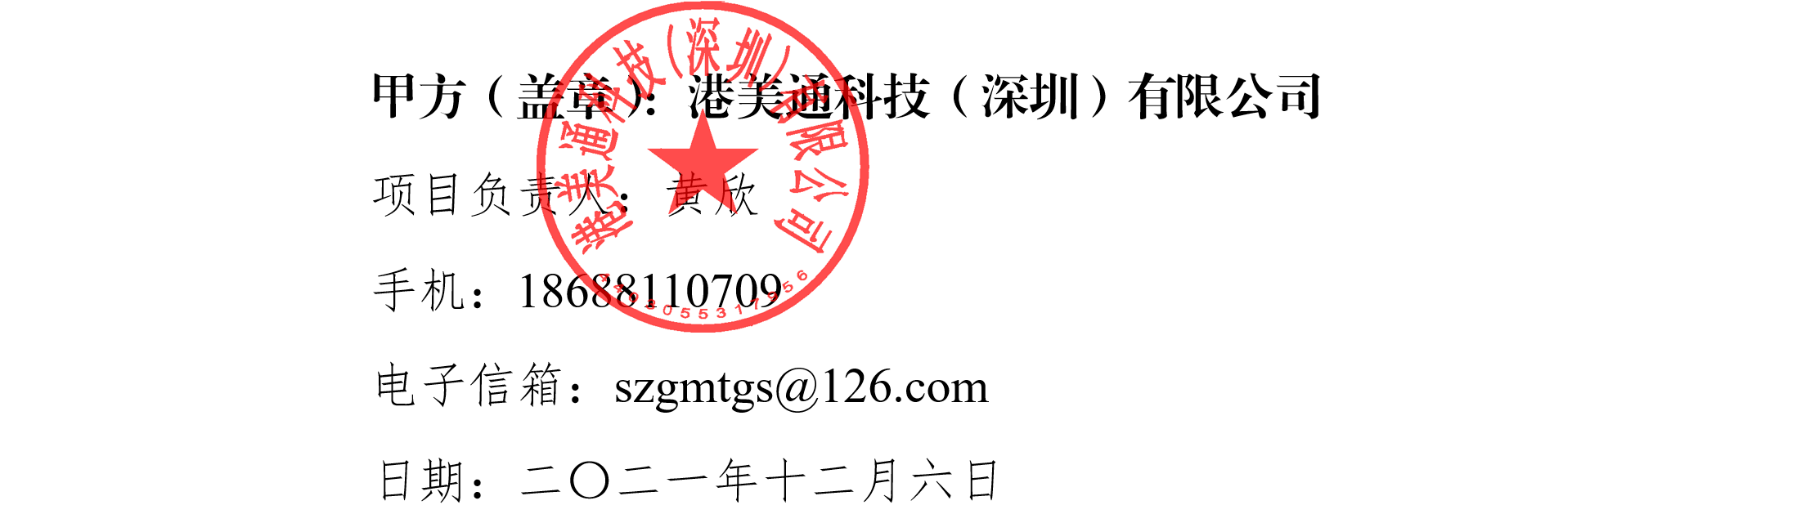 甲方（盖章）：港美通科技（深圳）有限公司
项目负责人：黄欣
手机：18688110709
电子信箱：szgmtgs@126.com
日期：二〇二一年十二月六日
港美通科技（深圳）有限公司